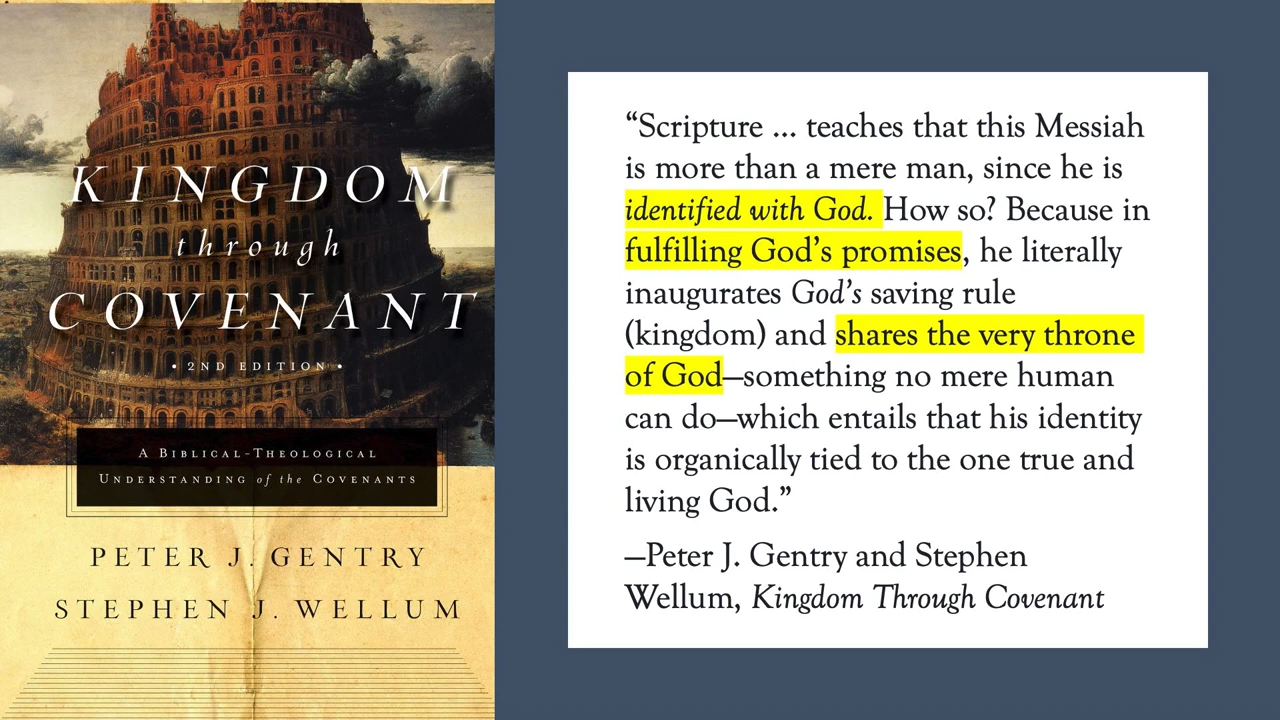 KINGDOM
through
COVENANT
• 2ND EDITION •
A BIBLICAL-THEOLOGICAL
UNDERSTANDING of the COVENANTS
PETER J. GENTRY
STEPHEN J. WELLUM
“Scripture ... teaches that this Messiah
is more than a mere man, since he is
identified with God. How so? Because in
fulfilling God’s promises, he literally
inaugurates God’s saving rule
(kingdom) and shares the very throne
of God—something no mere human
can do—which entails that his identity
is organically tied to the one true and
living God.”
—Peter J. Gentry and Stephen
Wellum, Kingdom Through Covenant